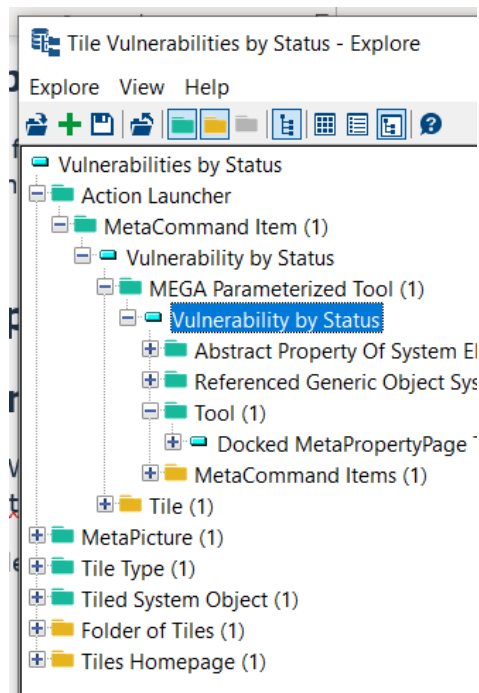 Tile Vulnerabilities by Status - Explore
Explore View Help
Vulnerabilities by Status
Action Launcher
MetaCommand Item (1)
Vulnerability by Status
MEGA Parameterized Tool (1)
Vulnerability by Status
Abstract Property Of System
Referenced Generic Object
Tool (1)
Docked MetaPropertyPage
MetaCommand Items (1)
Tile (1)
MetaPicture (1)
Tile Type (1)
Tiled System Object (1)
Folder of Tiles (1)
Tiles Homepage (1)